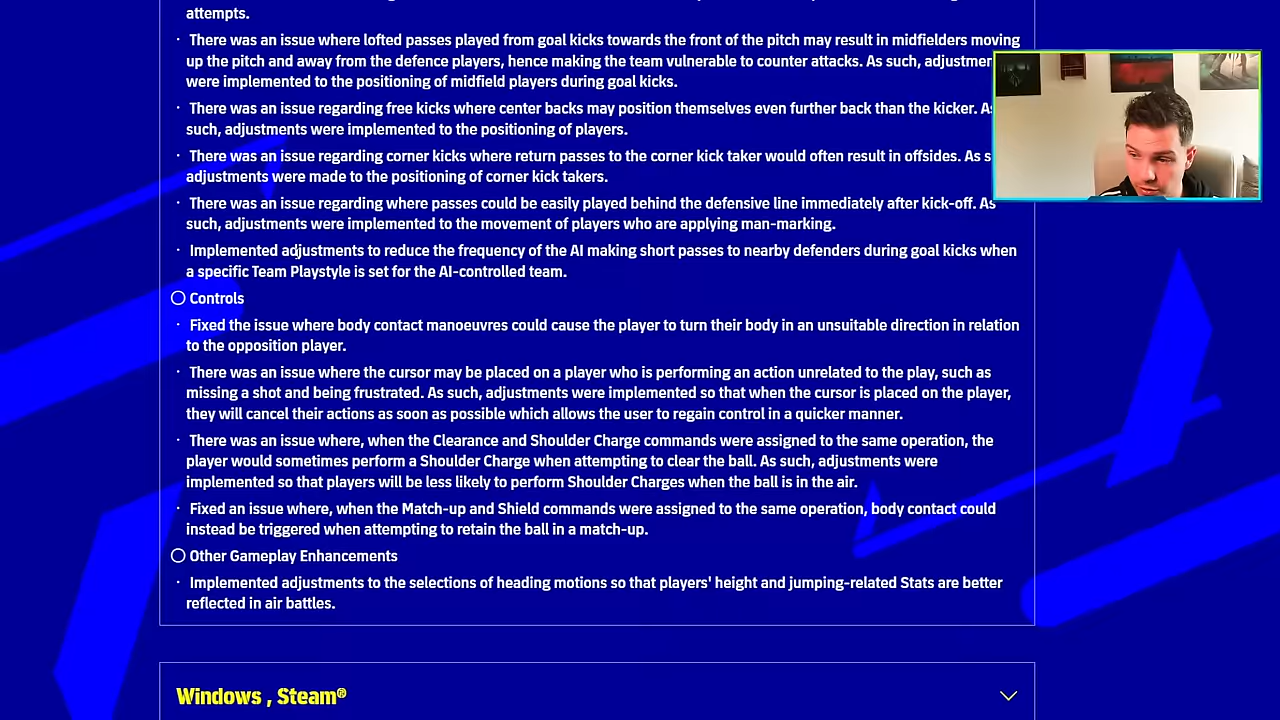 attempts.
· There was an issue where lofted passes played from goal kicks towards the front of the pitch may result in midfielders moving
up the pitch and away from the defence players, hence making the team vulnerable to counter attacks. As such,
were implemented to the positioning of midfield players during goal kicks.
· There was an issue regarding free kicks where center backs may position themselves even further back than the kicker. As
such, adjustments were implemented to the positioning of players.
· There was an issue regarding corner kicks where return passes to the corner kick taker would often result in offsides. As
adjustments were made to the positioning of corner kick takers.
· There was an issue regarding where passes could be easily played behind the defensive line immediately after kick-off. As
such, adjustments were implemented to the movement of players who are applying man-marking.
· Implemented adjustments to reduce the frequency of the AI making short passes to nearby defenders during goal kicks when
a specific Team Playstyle is set for the AI-controlled team.
○ Controls
· Fixed the issue where body contact manoeuvres could cause the player to turn their body in an unsuitable direction in relation
to the opposition player.
· There was an issue where the cursor may be placed on a player who is performing an action unrelated to the play, such as
missing a shot and being frustrated. As such, adjustments were implemented so that when the cursor is placed on the player,
they will cancel their actions as soon as possible which allows the user to regain control in a quicker manner.
· There was an issue where, when the Clearance and Shoulder Charge commands were assigned to the same operation, the
player would sometimes perform a Shoulder Charge when attempting to clear the ball. As such, adjustments were
implemented so that players will be less likely to perform Shoulder Charges when the ball is in the air.
· Fixed an issue where, when the Match-up and Shield commands were assigned to the same operation, body contact could
instead be triggered when attempting to retain the ball in a match-up.
○ Other Gameplay Enhancements
· Implemented adjustments to the selections of heading motions so that players' height and jumping-related Stats are better
reflected in air battles.
Windows , Steam®